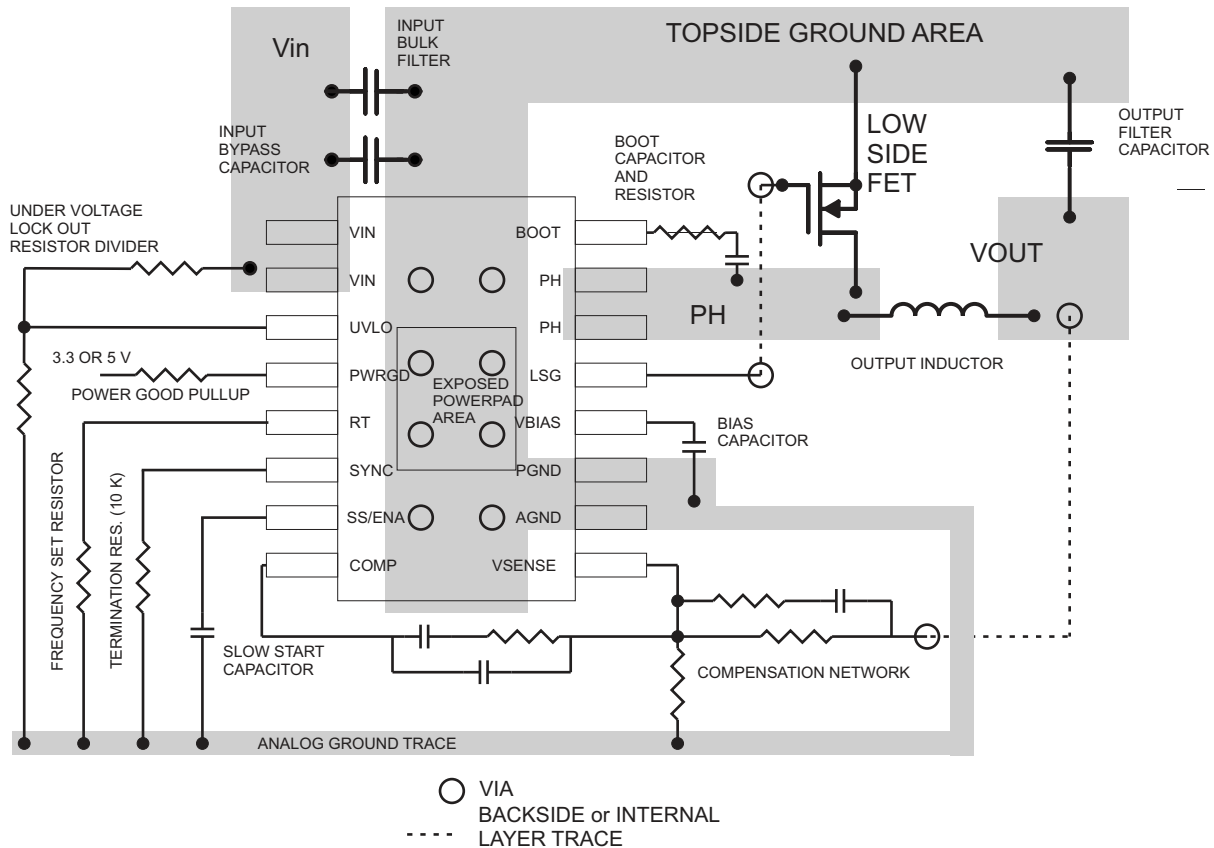 Vin
INPUT
BULK
FILTER
TOPSIDE GROUND AREA
INPUT
BYPASS
CAPACITOR
BOOT
CAPACITOR
AND
RESISTOR
LOW
SIDE
FET
OUTPUT
FILTER
CAPACITOR
UNDER VOLTAGE
LOCK OUT
RESISTOR DIVIDER
VIN
BOOT
VOUT
VIN
PH
PH
UVLO
PH
3.3 OR 5 V
OUTPUT INDUCTOR
POWER GOOD PULLUP
PWRGD
EXPOSED
POWERPAD
AREA
LSG
RT
VBIAS
BIAS
CAPACITOR
SYNC
PGND
SS/ENA
AGND
COMP
VSENSE
FREQUENCY SET RESISTOR
TERMINATION RES. (10 K)
SLOW START
CAPACITOR
COMPENSATION NETWORK
ANALOG GROUND TRACE
VIA
BACKSIDE or INTERNAL
LAYER TRACE